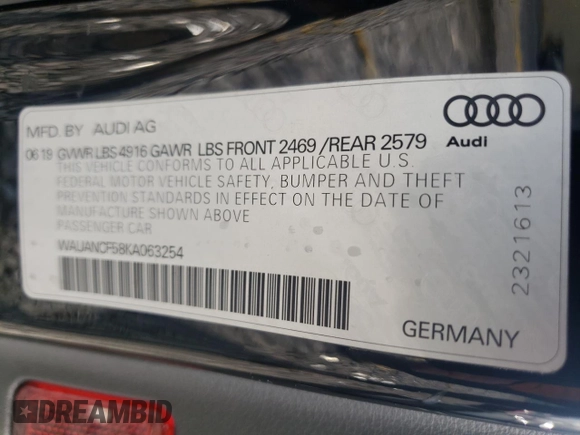 MFD. BY AUDI AG
06 19 GVWR LBS 4916 GAWR LBS FRONT 2469 /REAR 2579
THIS VEHICLE CONFORMS TO ALL APPLICABLE U.S.
FEDERAL MOTOR VEHICLE SAFETY, BUMPER AND THEFT
PREVENTION STANDARDS IN EFFECT ON THE DATE OF
MANUFACTURE SHOWN ABOVE
PASSENGER CAR
WAUANCF58KA063254
Audi
2321613
GERMANY
DREAMBID